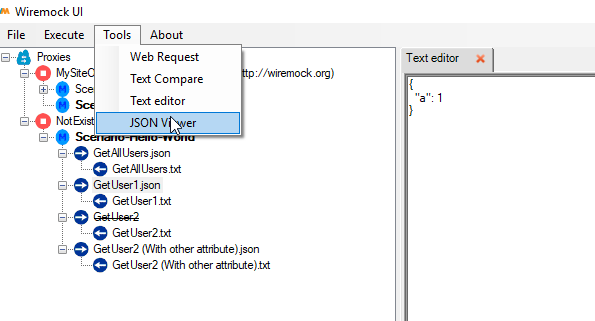 Wiremock UI
File Execute Tools About
Web Request
Text Compare
Text editor
JSON Viewer
Proxies
MySiteC ttp://wiremock.org)
Sce
Sce
NotExist
Scenario-Hello-World
GetAllUsers.json
GetAllUsers.txt
GetUser1.json
GetUser1.txt
GetUser2
GetUser2.txt
GetUser2 (With other attribute).json
GetUser2 (With other attribute).txt
Text editor
{
"a": 1
}